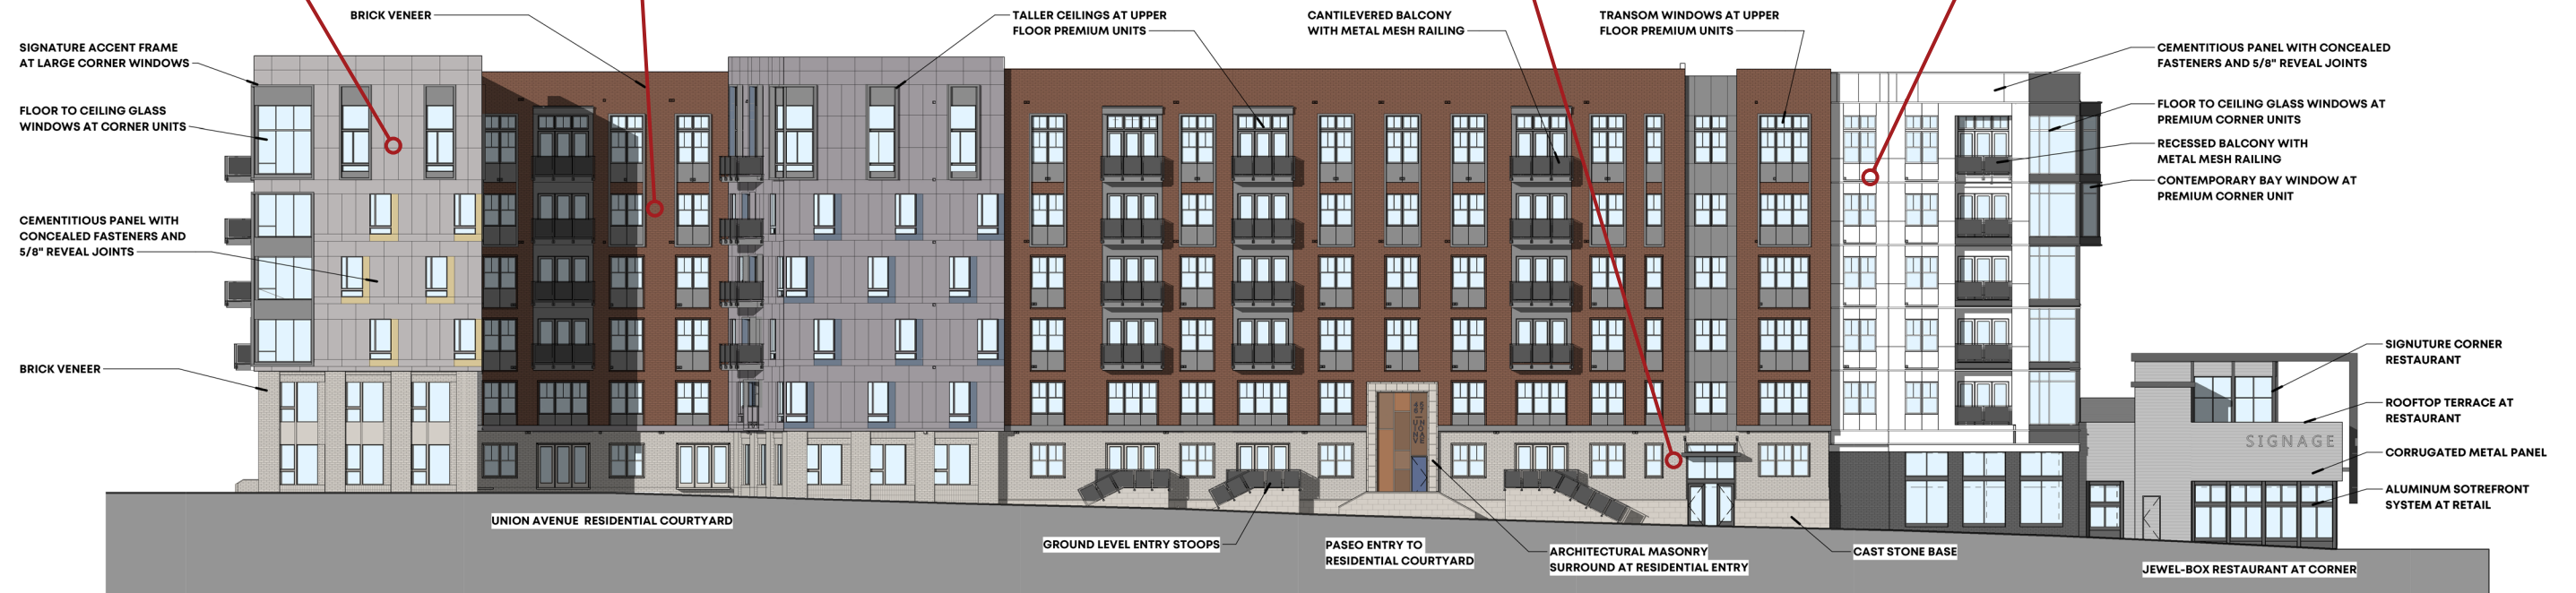 BRICK VENEER
TALLER CEILINGS AT UPPER
FLOOR PREMIUM UNITS
CANTILEVERED BALCONY
WITH METAL MESH RAILING
TRANSOM WINDOWS AT UPPER
FLOOR PREMIUM UNITS
SIGNATURE ACCENT FRAME
AT LARGE CORNER WINDOWS
FLOOR TO CEILING GLASS
WINDOWS AT CORNER UNITS
CEMENTITIOUS PANEL WITH
CONCEALED FASTENERS AND
5/8" REVEAL JOINTS
BRICK VENEER
CEMENTITIOUS PANEL WITH CONCEALED
FASTENERS AND 5/8" REVEAL JOINTS
FLOOR TO CEILING GLASS WINDOWS AT
PREMIUM CORNER UNITS
RECESSED BALCONY WITH
METAL MESH RAILING
CONTEMPORARY BAY WINDOW AT
PREMIUM CORNER UNIT
SIGNUTURE CORNER
RESTAURANT
ROOFTOP TERRACE AT
RESTAURANT
SIGNAGE
CORRUGATED METAL PANEL
ALUMINUM SOTREFRONT
SYSTEM AT RETAIL
UNION AVENUE RESIDENTIAL COURTYARD
GROUND LEVEL ENTRY STOOPS
PASEO ENTRY TO
RESIDENTIAL COURTYARD
ARCHITECTURAL MASONRY
SURROUND AT RESIDENTIAL ENTRY
CAST STONE BASE
JEWEL-BOX RESTAURANT AT CORNER